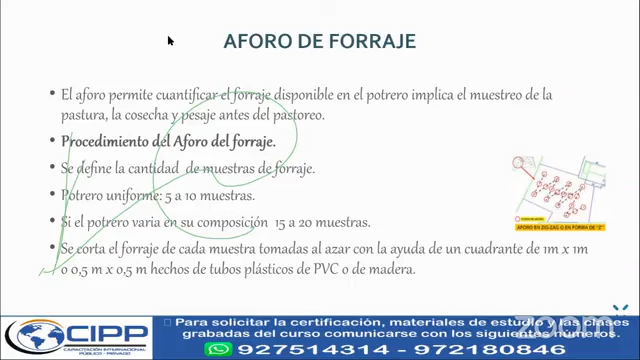 AFORO DE FORRAJE
El aforo permite cuantificar el forraje disponible en el potrero implica el muestreo de la
pastura, la cosecha y pesaje antes del pastoreo.
Procedimiento del Aforo del forraje.
Se define la cantidad de muestras de forraje.
Potrero uniforme: 5 a 10 muestras.
Si el potrero varia en su composición 15 a 20 muestras.
Se corta el forraje de cada muestra tomadas al azar con la ayuda de un cuadrante de 1m x 1m
o 0,5 m x 0,5 m hechos de tubos plásticos de PVC o de madera.
AFORO EN ZIG-ZAG O EN FORMA DE "Z"
zoom
CIPP
CAPACITACIÓN INTERNACIONAL
PÚBLICO - PRIVADO
Para solicitar la certificación, materiales de estudio y las clases
grabadas del curso comunicarse con los siguientes números.
927514314 - 972180846